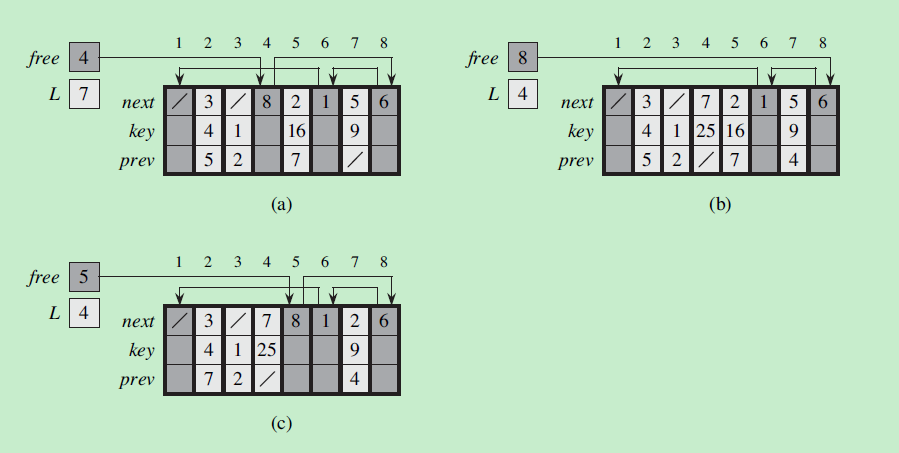 1 2 3 4 5 6 7 8
free 4
L 7
next / 3 / 8 2 1 5 6
key 4 1 16 9
prev 5 2 7 /
(a)
1 2 3 4 5 6 7 8
free 8
L 4
next / 3 / 7 2 1 5 6
key 4 1 25 16 9
prev 5 2 / 7 4
(b)
1 2 3 4 5 6 7 8
free 5
L 4
next / 3 / 7 8 1 2 6
key 4 1 25 9
prev 7 2 / 4
(c)